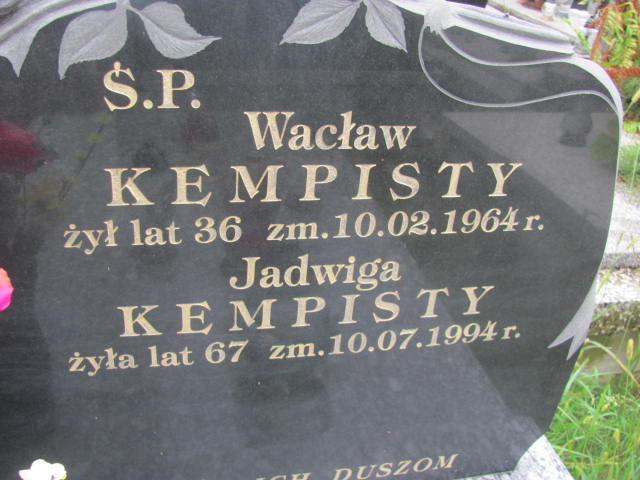 Ś.P.
Wacław
KEMPISTY
żył lat 36 zm.10.02.1964 r.
Jadwiga
KEMPISTY
żyła lat 67 zm.10.07.1994 r.
ICH DUSZOM